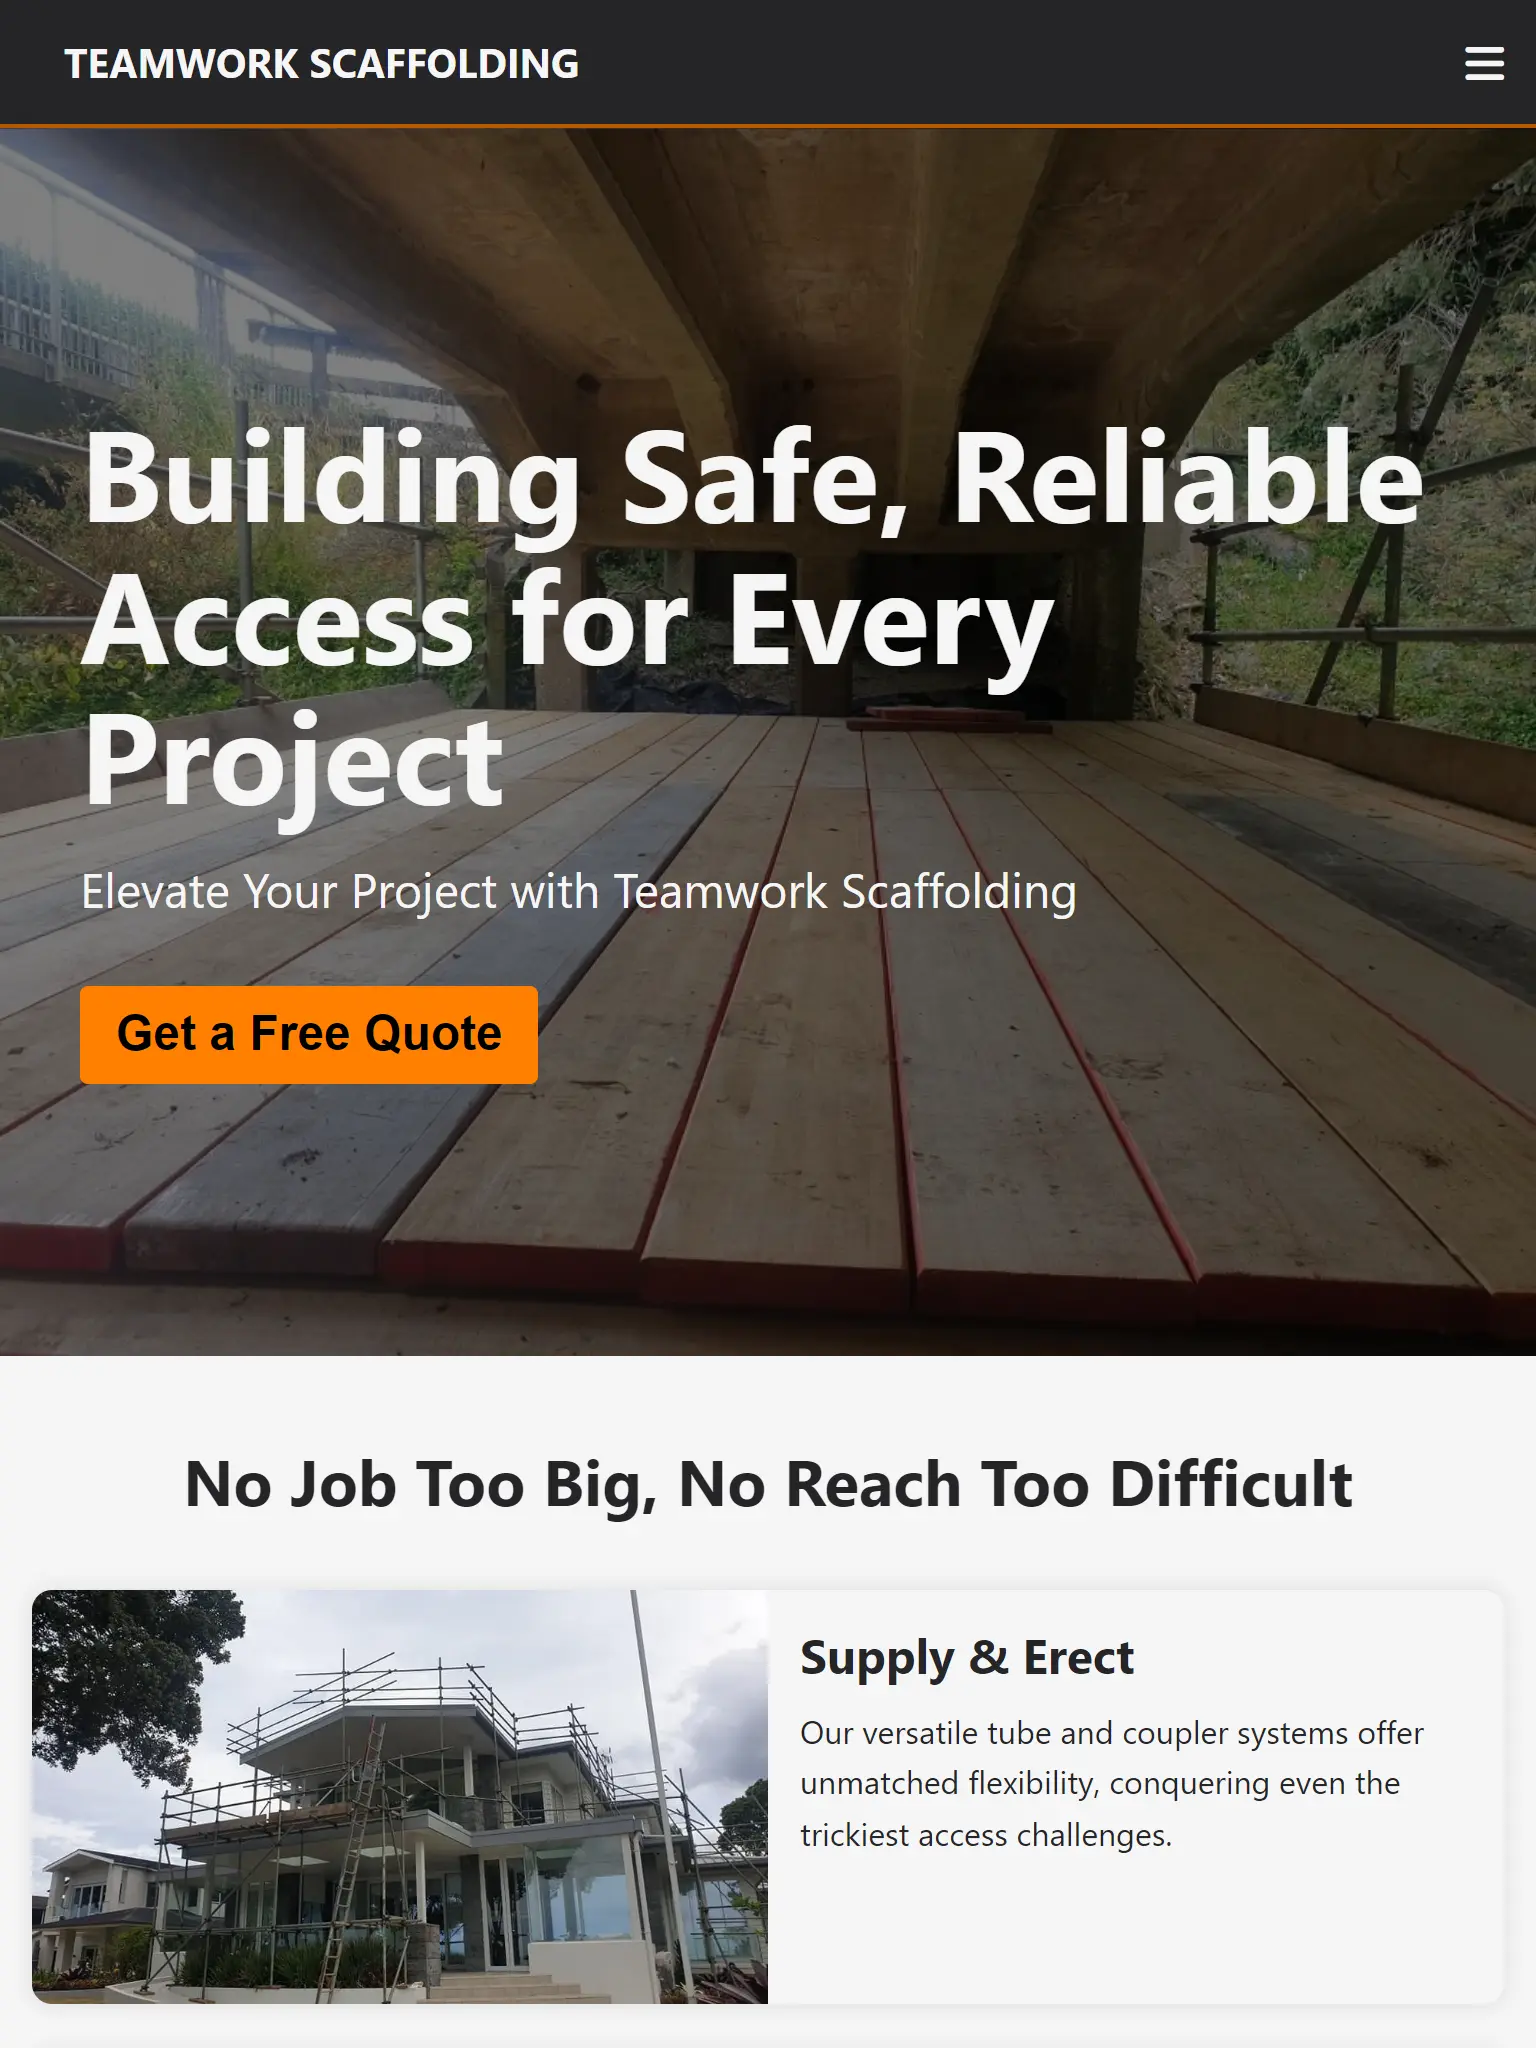 TEAMWORK SCAFFOLDING
Building Safe, Reliable
Access for Every
Project
Elevate Your Project with Teamwork Scaffolding
Get a Free Quote
No Job Too Big, No Reach Too Difficult
Supply & Erect
Our versatile tube and coupler systems offer
unmatched flexibility, conquering even the
trickiest access challenges.